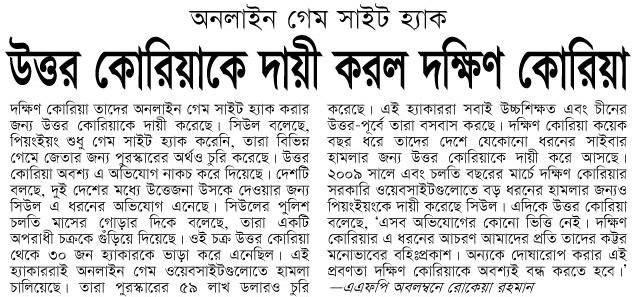 অনলাইন গেম সাইট হ্যাক
উত্তর কোরিয়াকে দায়ী করল দক্ষিণ কোরিয়া
দক্ষিণ কোরিয়া তাদের অনলাইন গেম সাইট হ্যাক করার
জন্য উত্তর কোরিয়াকে দায়ী করেছে। সিউল বলেছে,
পিয়ংইয়ং শুধু গেম সাইট হ্যাক করেনি, তারা বিভিন্ন
গেমে জেতার জন্য পুরস্কারের অর্থও চুরি করেছে। উত্তর
কোরিয়া অবশ্য এ অভিযোগ নাকচ করে দিয়েছে। দেশটি
বলছে, দুই দেশের মধ্যে উত্তেজনা উসকে দেওয়ার জন্য
সিউল এ ধরনের অভিযোগ এনেছে। সিউলের পুলিশ
চলতি মাসের গোড়ার দিকে বলেছে, তারা একটি
অপরাধী চক্রকে গুঁড়িয়ে দিয়েছে। ওই চক্র উত্তর কোরিয়া
থেকে ৩০ জন হ্যাকারকে ভাড়া করে এনেছিল। এই
হ্যাকাররাই অনলাইন গেম ওয়েবসাইটগুলোতে হামলা
চালিয়েছে। তারা পুরস্কারের ৫৯ লাখ ডলারও চুরি
করেছে। এই হ্যাকাররা সবাই উচ্চশিক্ষত এবং চীনের
উত্তর-পূর্বে তারা বসবাস করছে। দক্ষিণ কোরিয়া কয়েক
বছর ধরে তাদের দেশে যেকোনো ধরনের সাইবার
হামলার জন্য উত্তর কোরিয়াকে দায়ী করে আসছে।
২০০৯ সালে এবং চলতি বছরের মার্চে দক্ষিণ কোরিয়ার
সরকারি ওয়েবসাইটগুলোতে বড় ধরনের হামলার জন্যও
পিয়ংইয়ংকে দায়ী করেছে সিউল। এদিকে উত্তর কোরিয়া
বলেছে, ‘এসব অভিযোগের কোনো ভিত্তি নেই। দক্ষিণ
কোরিয়ার এ ধরনের আচরণ আমাদের প্রতি তাদের কট্টর
মনোভাবের বহিঃপ্রকাশ। অন্যকে দোষারোপ করার এই
প্রবণতা দক্ষিণ কোরিয়াকে অবশ্যই বন্ধ করতে হবে।’
—এএফপি অবলম্বনে রোকেয়া রহমান